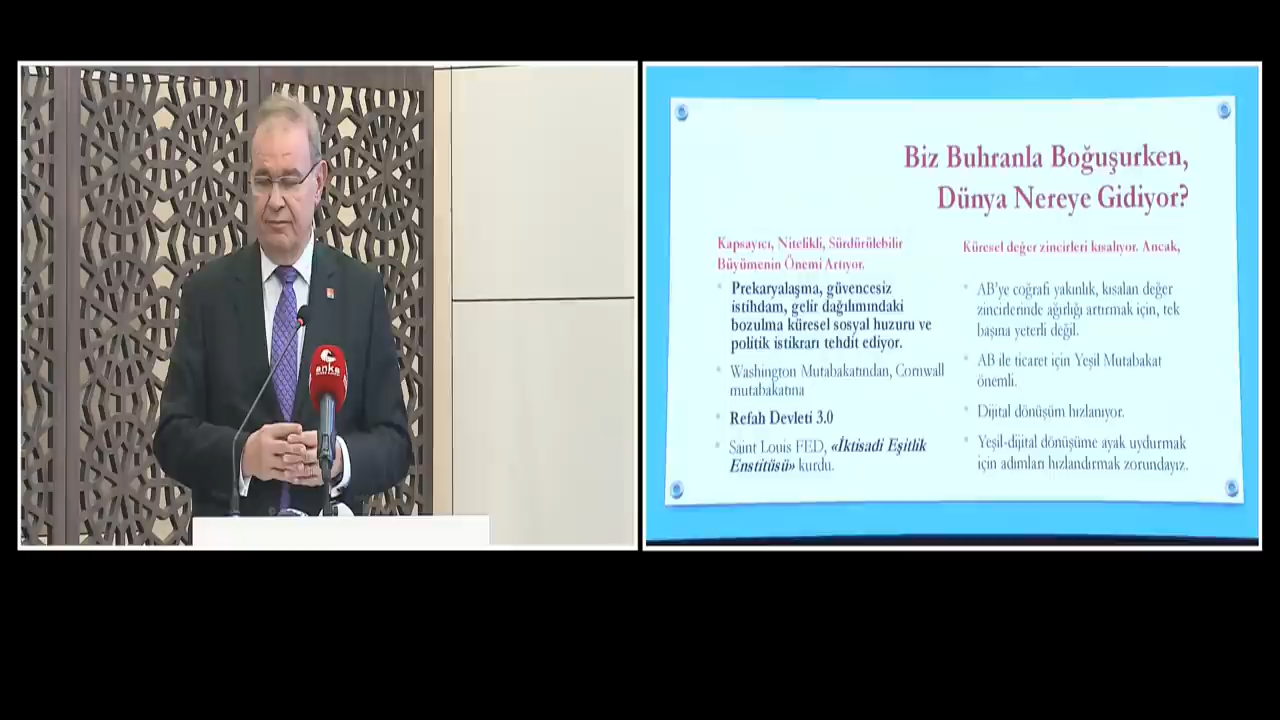 anka
Biz Buhranla Boğuşurken,
Dünya Nereye Gidiyor?
Kapsayıcı, Nitelikli, Sürdürülebilir
Büyümenin Önemi Artıyor.
Prekaryalaşma, güvencesiz
istihdam, gelir dağılımındaki
bozulma küresel sosyal huzuru ve
politik istikrarı tehdit ediyor.
Washington Mutabakatından, Cornwall
mutabakatına
Refah Devleti 3.0
Saint Louis FED, «İktisadi Eşitlik
Enstitüsü» kurdu.
Küresel değer zincirleri kısalıyor. Ancak,
AB'ye coğrafi yakınlık, kısalan değer
zincirlerinde ağırlığı artırmak için, tek
başına yeterli değil.
AB ile ticaret için Yeşil Mutabakat
önemli.
Dijital dönüşüm hızlanıyor.
Yeşil-dijital dönüşüme ayak uydurmak
için adımları hızlandırmak zorundayız.